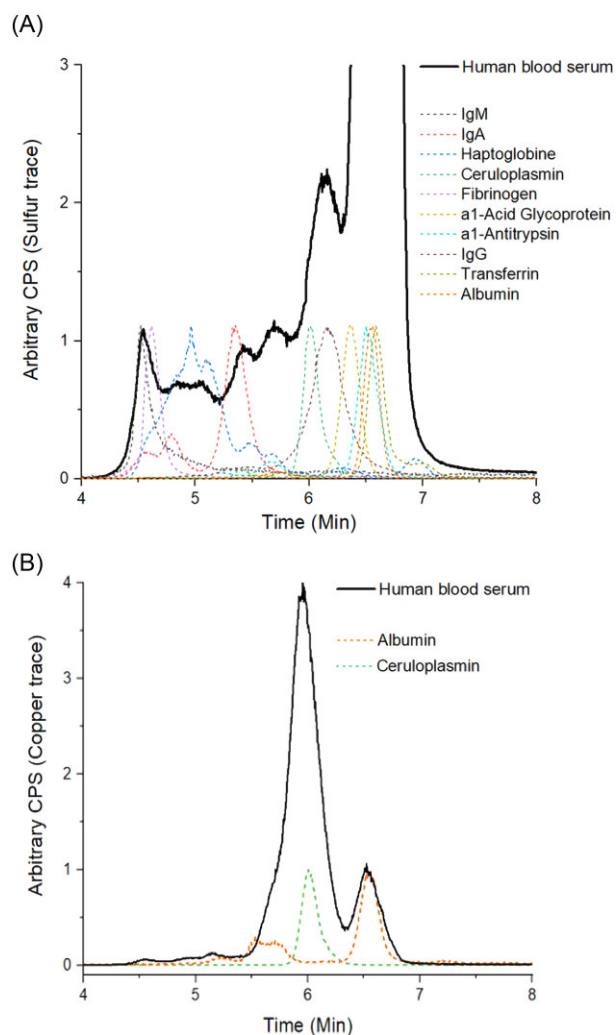 (A)
Arbitrary CPS (Sulfur trace)
3
2
1
0
4 5 6 7 8
Time (Min)
Human blood serum
IgM
IgA
Haptoglobine
Ceruloplasmin
Fibrinogen
a1-Acid Glycoprotein
a1-Antitrypsin
IgG
Transferrin
Albumin
(B)
Arbitrary CPS (Copper trace)
4
3
2
1
0
4 5 6 7 8
Time (Min)
Human blood serum
Albumin
Ceruloplasmin